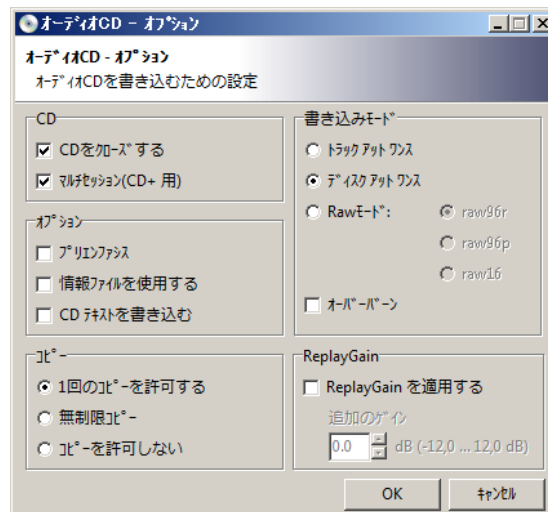 オーディオCD - オプション
オーディオCD - オプション
オーディオCDを書き込むための設定
CD
CDをクローズする
マルチセッション(CD+ 用)
オプション
プリエンファシス
情報ファイルを使用する
CD テキストを書き込む
コピー
1回のコピーを許可する
無制限コピー
コピーを許可しない
書き込みモード
トラック アット ワンス
ディスク アット ワンス
Rawモード:
raw96r
raw96p
raw16
オーバーバーン
ReplayGain
ReplayGain を適用する
追加のゲイン
0.0 dB (-12,0 ... 12,0 dB)
OK
キャンセル